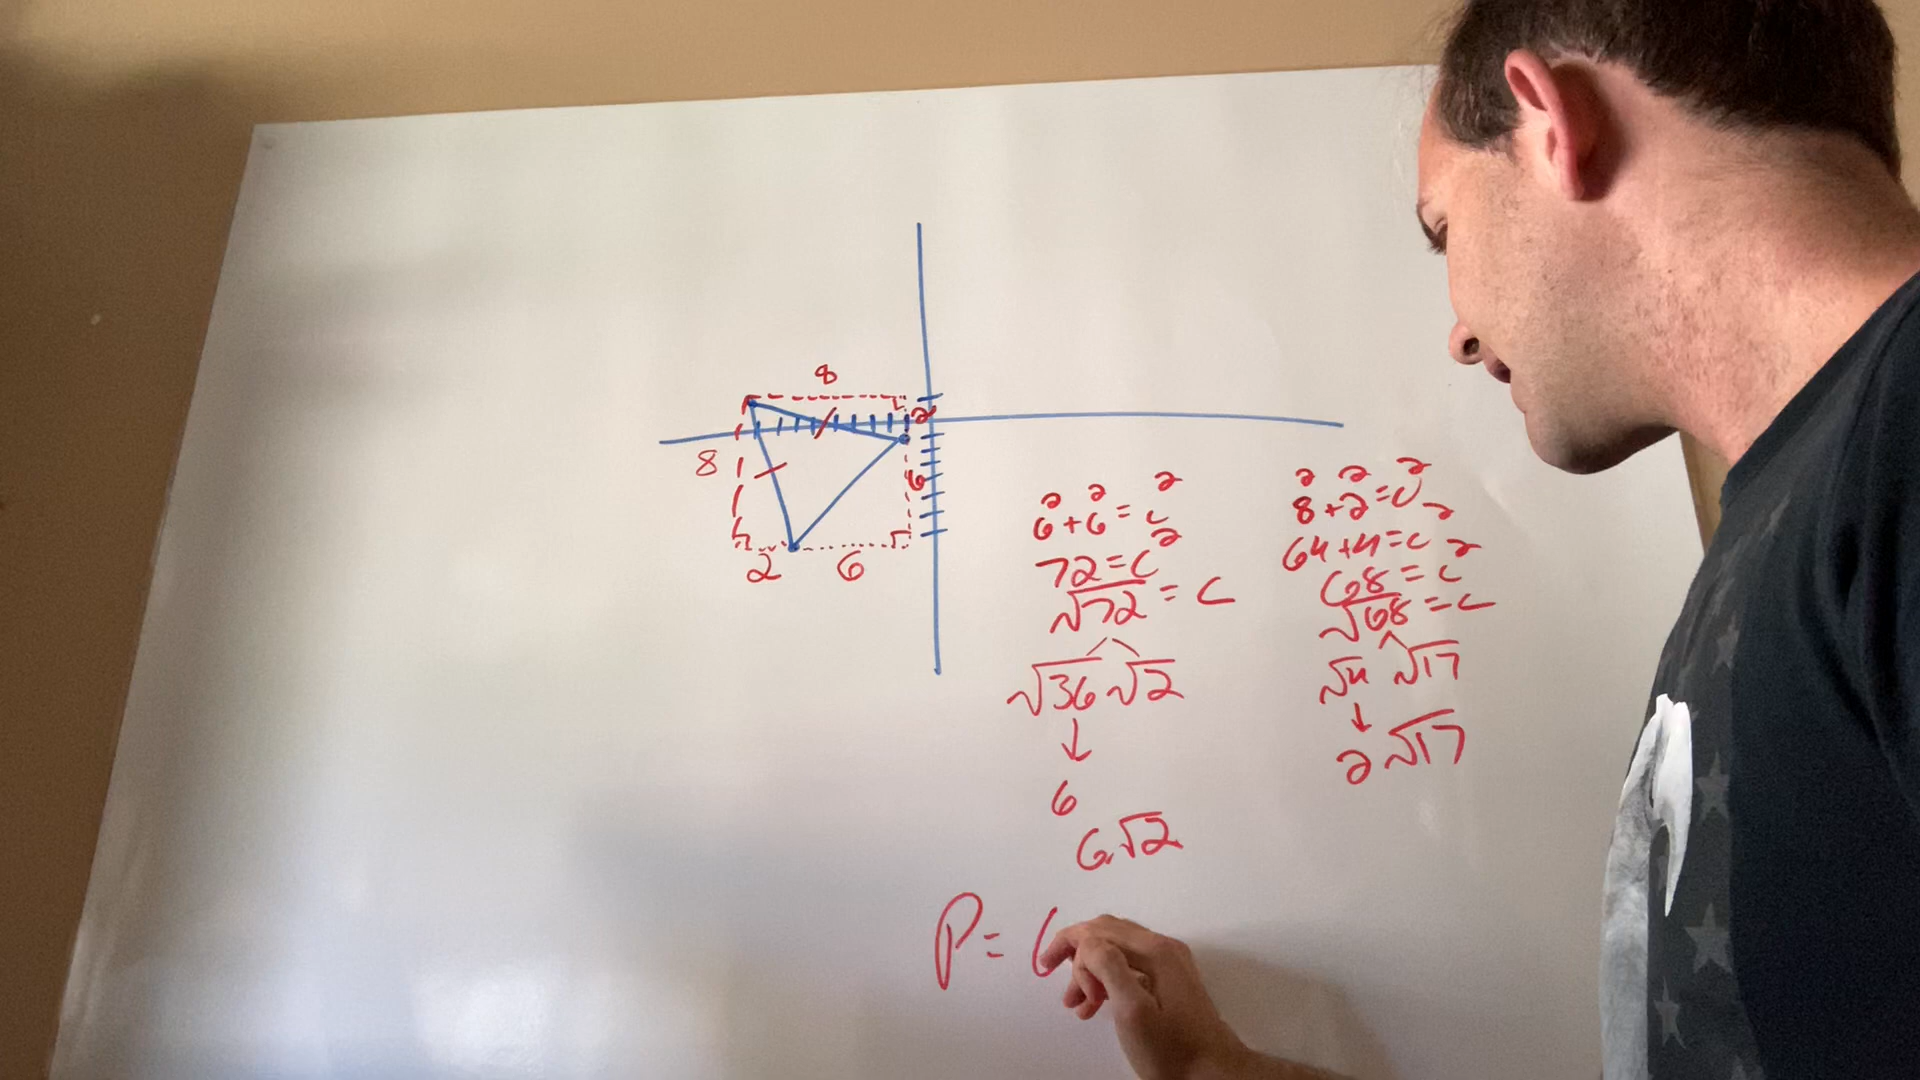 8
2
8
6
2 6
6² + 6² = c²
72 = c²
√72 = c
√36 √2
↓
6
6√2
8² + 2² = c²
64 + 4 = c²
68 = c²
√68 = c
√4 √17
↓
2√17
P = 6